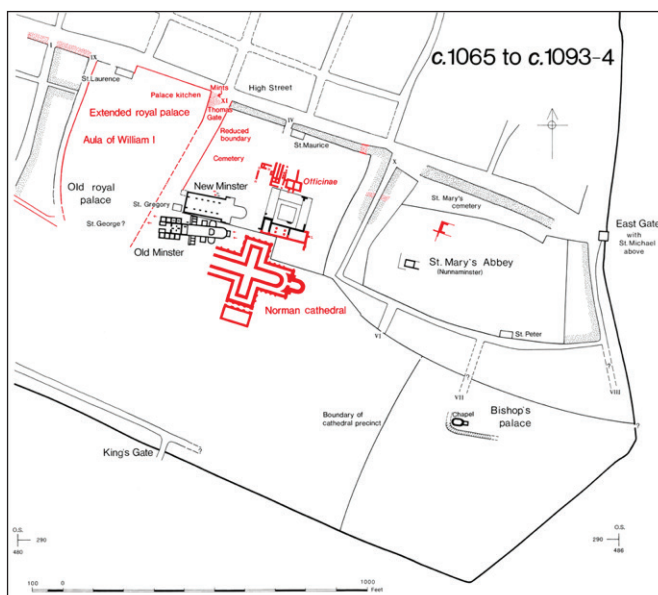 c.1065 to c.1093-4
I
IX
St.Laurence
Palace kitchen
Mints
High Street
XI
Thomas
Gate
Extended royal palace
Aula of William I
Reduced
boundary
IV
St.Maurice
Cemetery
Officinae
X
Old royal
palace
New Minster
St. Gregory
St. George?
Old Minster
St. Mary's
cemetery
East Gate
with
St.Michael
above
St. Mary's Abbey
(Nunnaminster)
Norman cathedral
VI
St. Peter
VII
VIII
Boundary of
cathedral precinct
Chapel
Bishop's
palace
?
King's Gate
O.S.
290
480
O.S.
290
486
100 0 1000
Feet